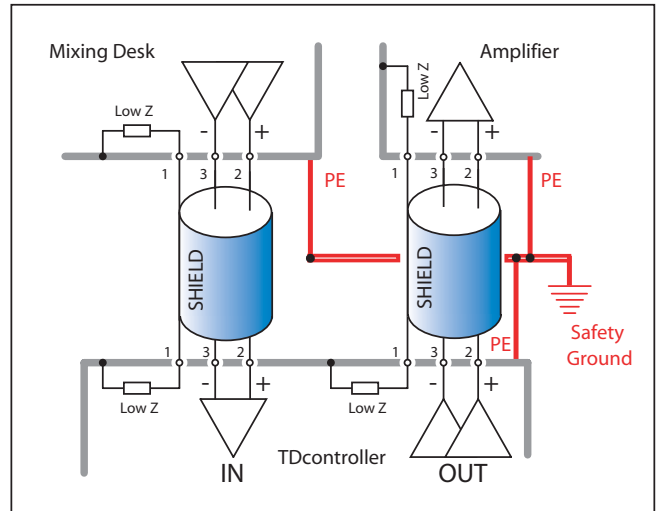 Mixing Desk
Amplifier
Low Z
Low Z
- +
- +
1 3 2
1 3 2
PE
PE
SHIELD
SHIELD
Safety
Ground
PE
1 3 2
1 3 2
- +
- +
Low Z
Low Z
TDcontroller
IN
OUT